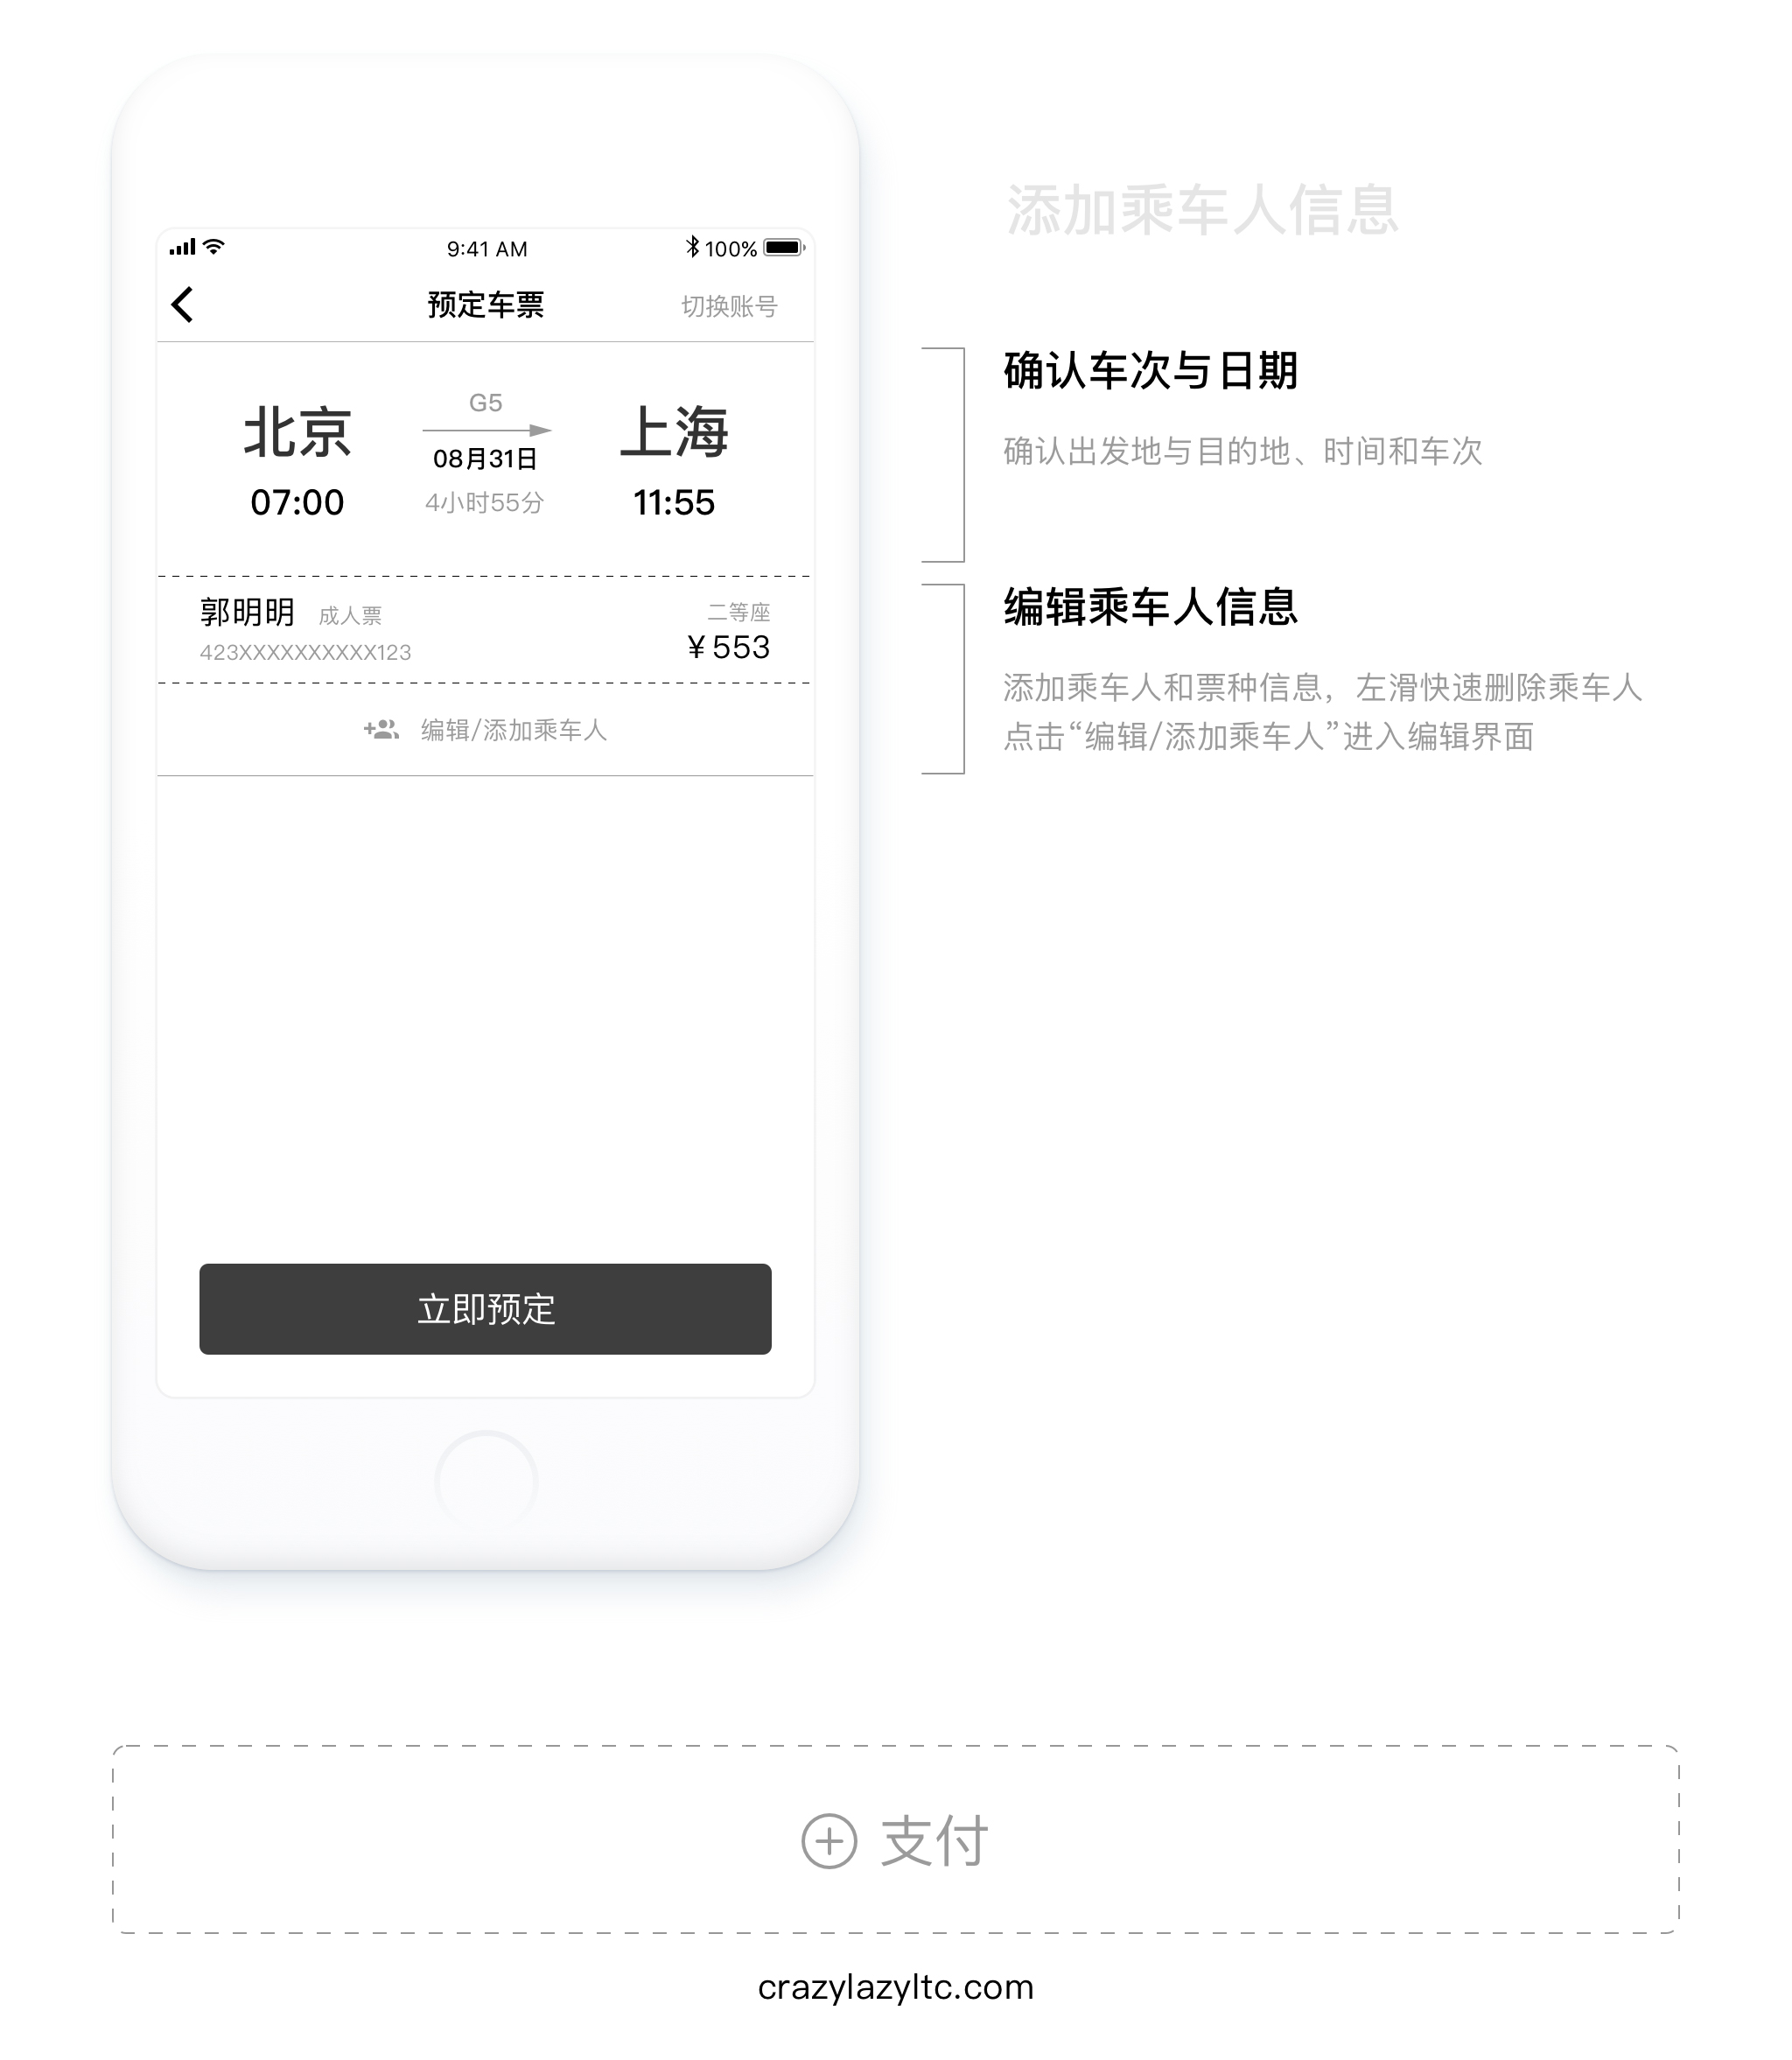 添加乘车人信息
9:41 AM
100%
预定车票
切换账号
北京
G5
上海
08月31日
07:00
4小时55分
11:55
郭明明
成人票
二等座
423XXXXXXXXXX123
¥553
编辑/添加乘车人
立即预定
确认车次与日期
确认出发地与目的地、时间和车次
编辑乘车人信息
添加乘车人和票种信息，左滑快速删除乘车人
点击“编辑/添加乘车人”进入编辑界面
支付
crazylazyltc.com